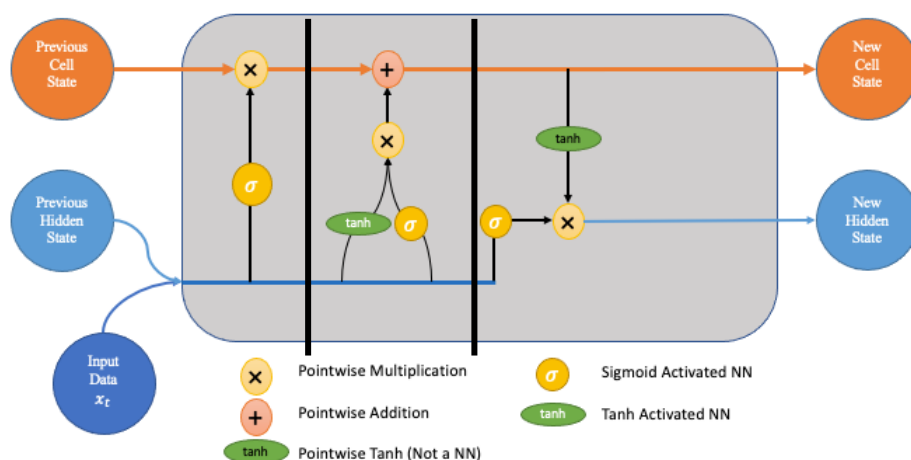 Previous
Cell
State
New
Cell
State
×
+
tanh
×
σ
Previous
Hidden
State
tanh
σ
σ
×
New
Hidden
State
Input
Data
xₜ
× Pointwise Multiplication
σ Sigmoid Activated NN
+ Pointwise Addition
tanh Tanh Activated NN
tanh Pointwise Tanh (Not a NN)